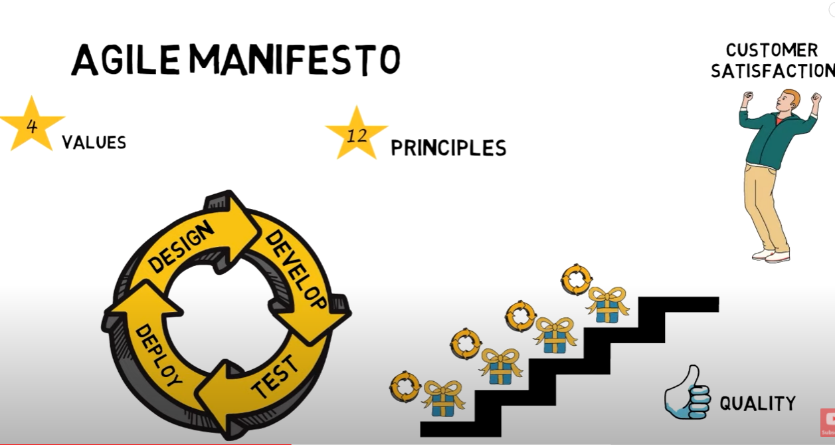 AGILE MANIFESTO
CUSTOMER
SATISFACTION
4
VALUES
12
PRINCIPLES
DESIGN
DEVELOP
TEST
DEPLOY
QUALITY